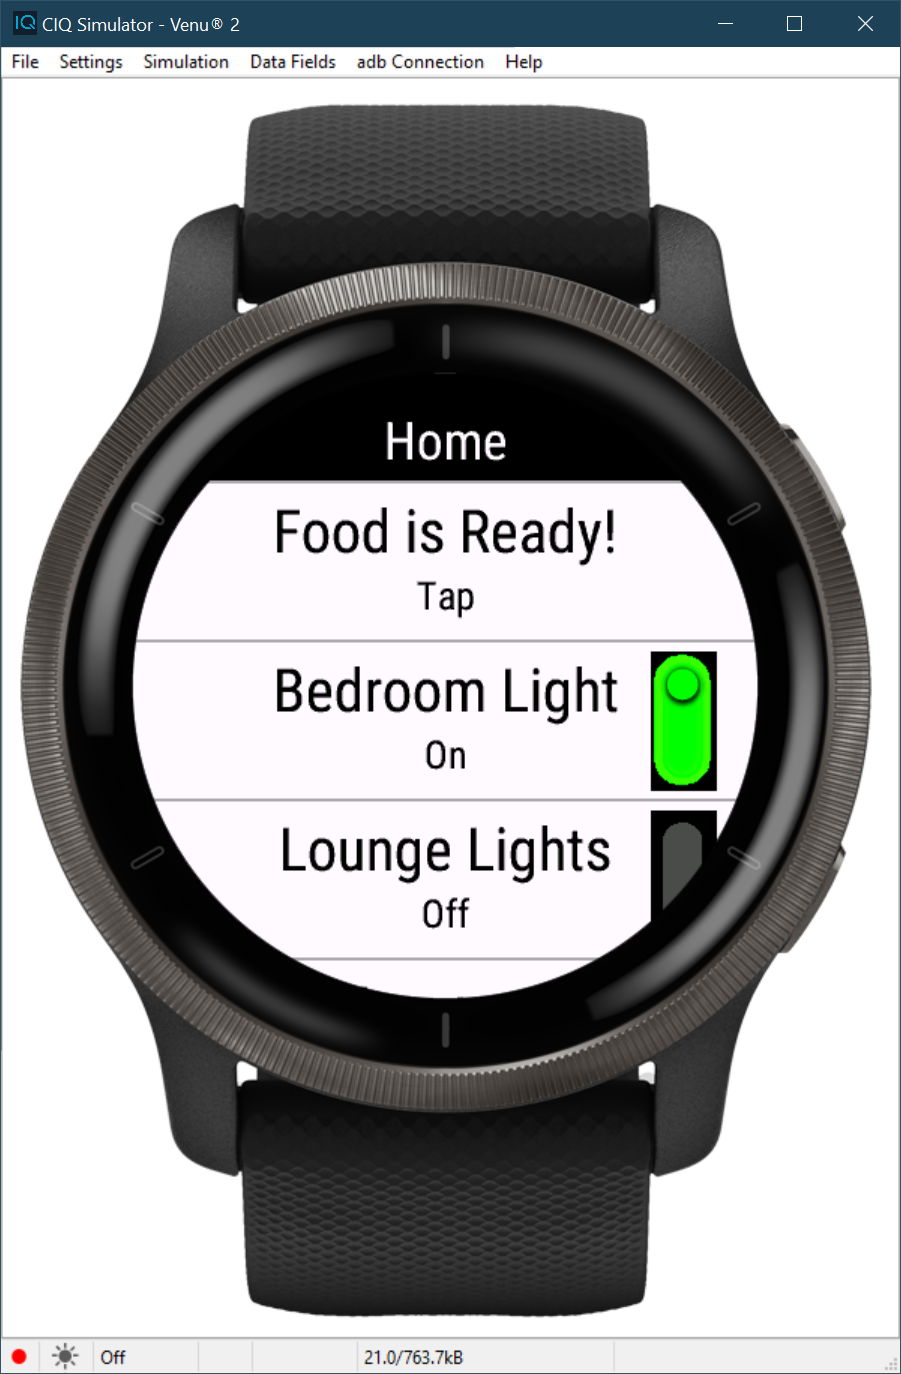 IQ CIQ Simulator - Venu® 2
File Settings Simulation Data Fields adb Connection Help
Home
Food is Ready!
Tap
Bedroom Light
On
Lounge Lights
Off
Off 21.0/763.7kB